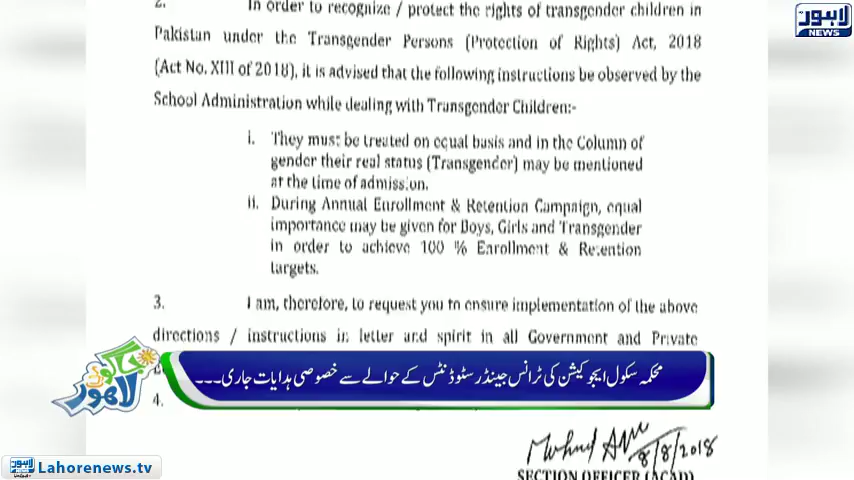 2. In order to recognize / protect the rights of transgender children in
Pakistan under the Transgender Persons (Protection of Rights) Act, 2018
(Act No. XIII of 2018), it is advised that the following instructions be observed by the
School Administration while dealing with Transgender Children:-
i. They must be treated on equal basis and in the Column of
gender their real status (Transgender) may be mentioned
at the time of admission.
ii. During Annual Enrollment & Retention Campaign, equal
importance may be given for Boys, Girls and Transgender
in order to achieve 100 % Enrollment & Retention
targets.
3. I am, therefore, to request you to ensure implementation of the above
directions / instructions in letter and spirit in all Government and Private
4.
8/8/2018
SECTION OFFICER (ACAD)
لاہور
NEWS
جاگو لاہور
محکمہ سکول ایجوکیشن کی ٹرانس جینڈر سٹوڈنٹس کے حوالے سے خصوصی ہدایات جاری۔۔۔
لاہور
Lahorenews.tv